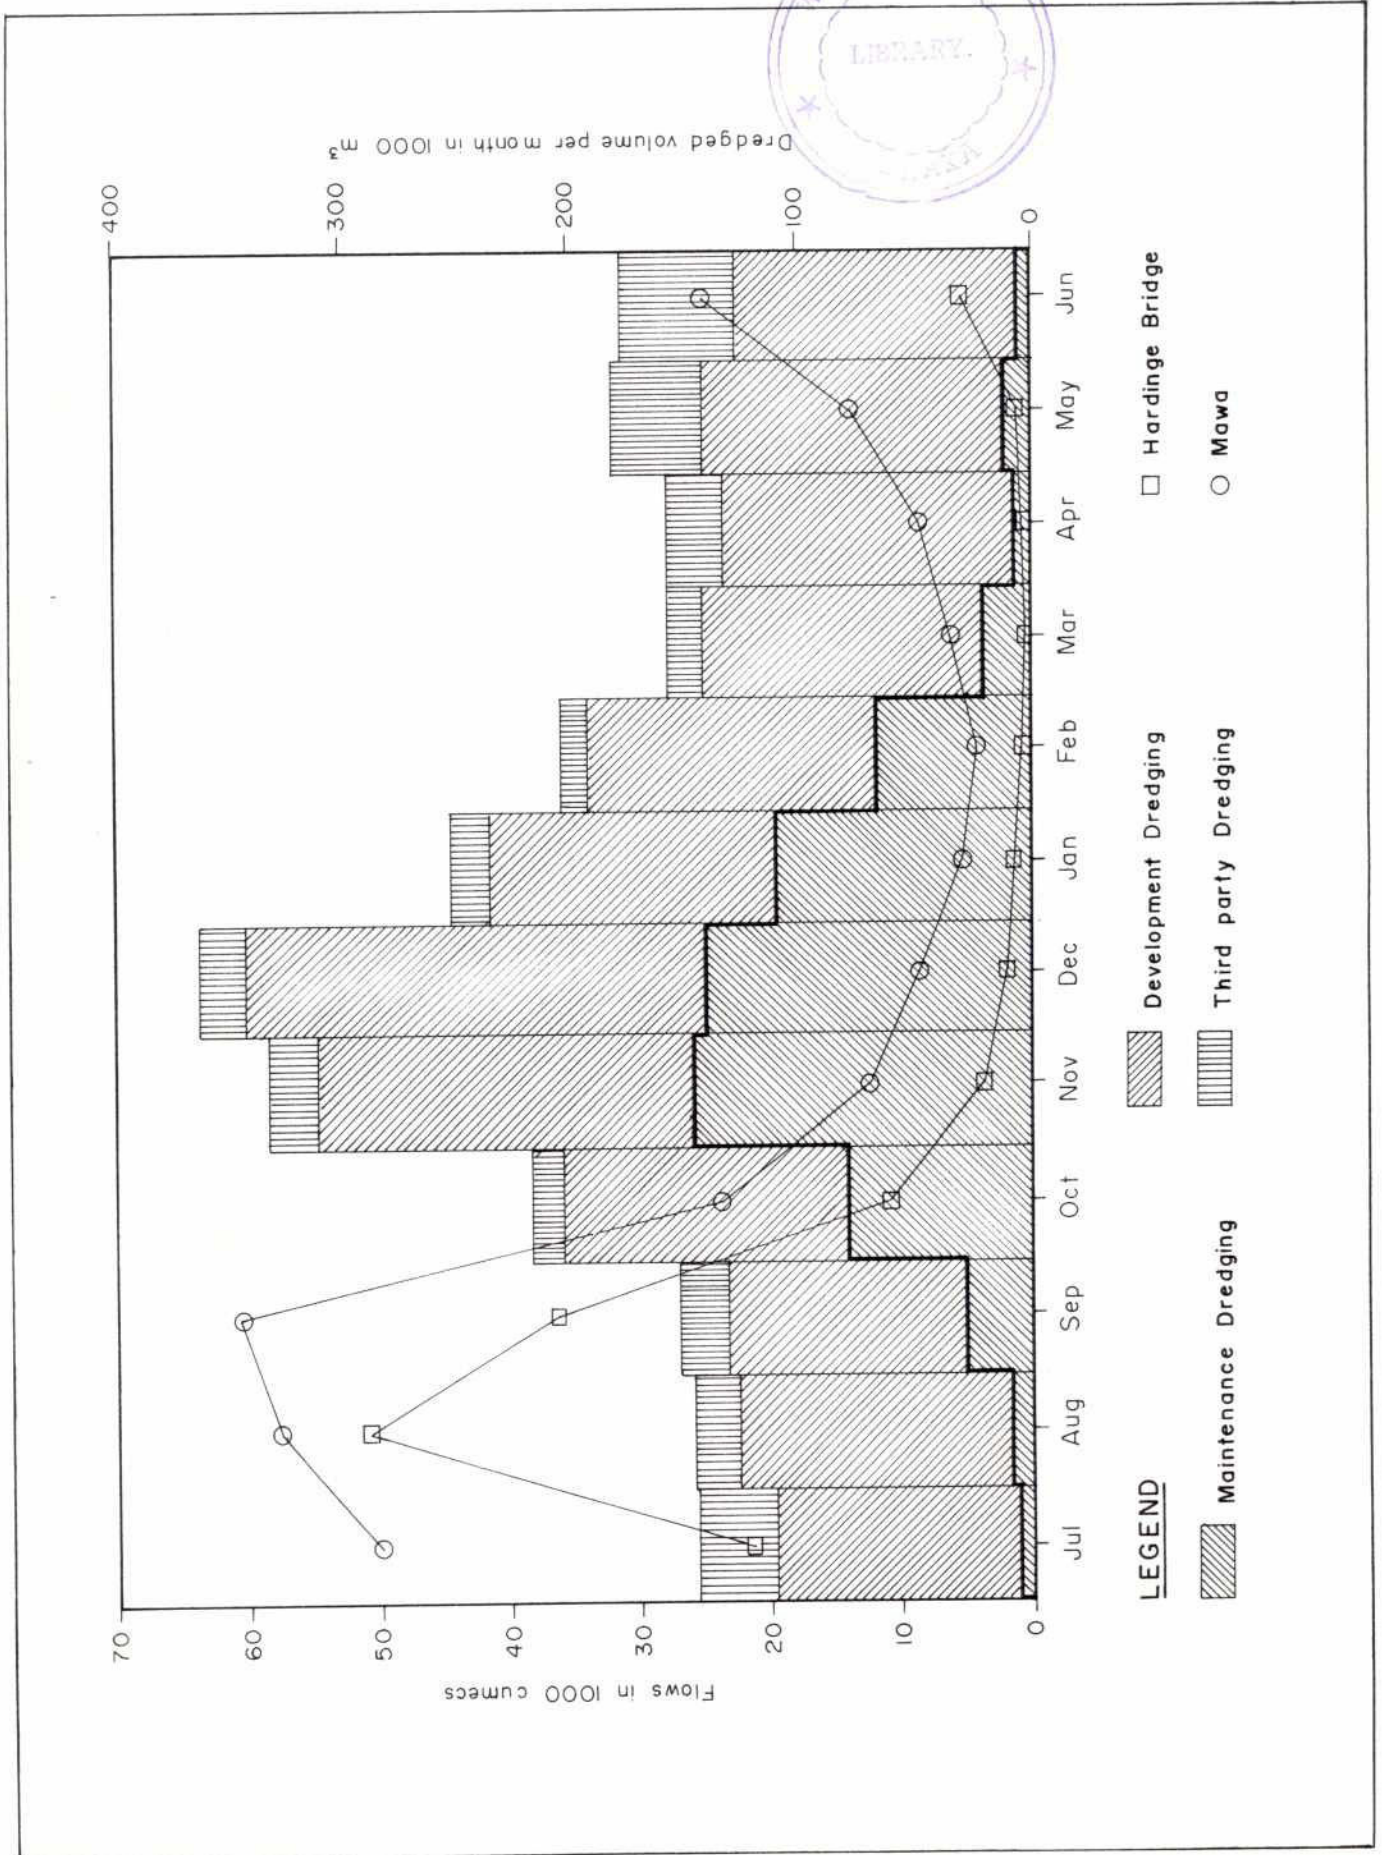 Flows in 1000 cumecs
70
60
50
40
30
20
10
0
Dredged volume per month in 1000 m³
400
300
200
100
0
Jul Aug Sep Oct Nov Dec Jan Feb Mar Apr May Jun
LEGEND
Maintenance Dredging
Development Dredging
Third party Dredging
Hardinge Bridge
Mawa
LIBRARY.